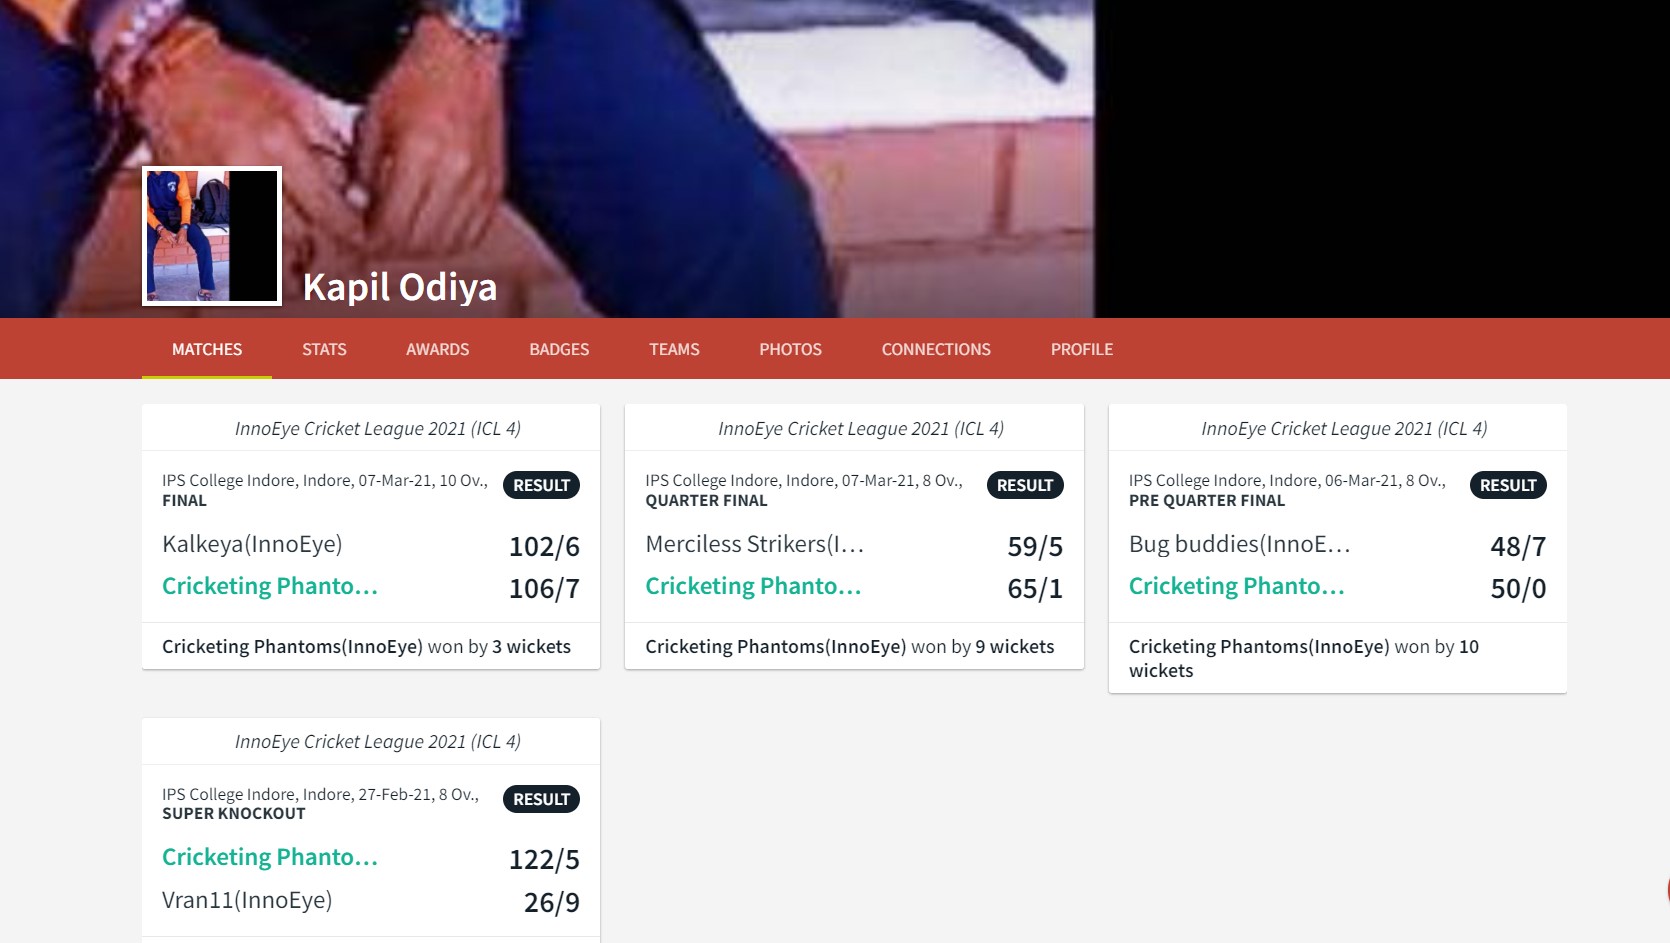 Kapil Odiya
MATCHES STATS AWARDS BADGES TEAMS PHOTOS CONNECTIONS PROFILE
InnoEye Cricket League 2021 (ICL 4)
IPS College Indore, Indore, 07-Mar-21, 10 Ov., RESULT
FINAL
Kalkeya(InnoEye) 102/6
Cricketing Phanto... 106/7
Cricketing Phantoms(InnoEye) won by 3 wickets
InnoEye Cricket League 2021 (ICL 4)
IPS College Indore, Indore, 07-Mar-21, 8 Ov., RESULT
QUARTER FINAL
Merciless Strikers(I... 59/5
Cricketing Phanto... 65/1
Cricketing Phantoms(InnoEye) won by 9 wickets
InnoEye Cricket League 2021 (ICL 4)
IPS College Indore, Indore, 06-Mar-21, 8 Ov., RESULT
PRE QUARTER FINAL
Bug buddies(InnoE... 48/7
Cricketing Phanto... 50/0
Cricketing Phantoms(InnoEye) won by 10
wickets
InnoEye Cricket League 2021 (ICL 4)
IPS College Indore, Indore, 27-Feb-21, 8 Ov., RESULT
SUPER KNOCKOUT
Cricketing Phanto... 122/5
Vran11(InnoEye) 26/9